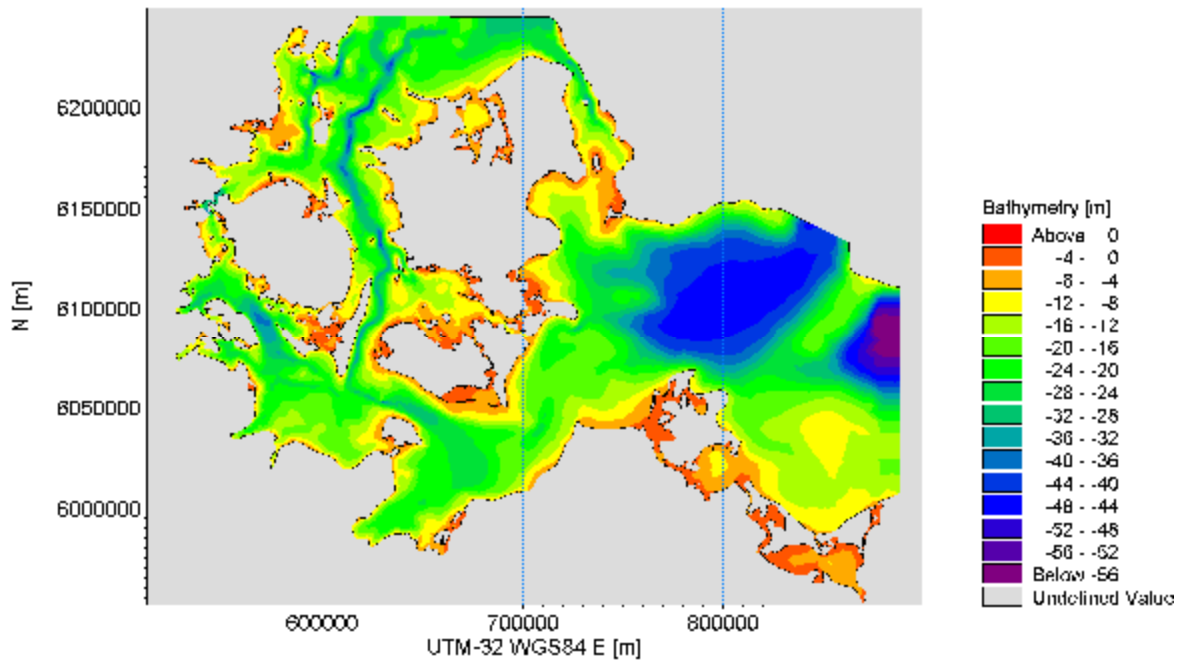 6200000
6150000
6100000
6050000
6000000
N [m]
600000
700000
800000
UTM-32 WGS84 E [m]
Bathymetry [m]
Above 0
-4 - 0
-8 - -4
-12 - -8
-16 - -12
-20 - -16
-24 - -20
-28 - -24
-32 - -28
-36 - -32
-40 - -36
-44 - -40
-48 - -44
-52 - -48
-56 - -52
Below -56
Undefined Value